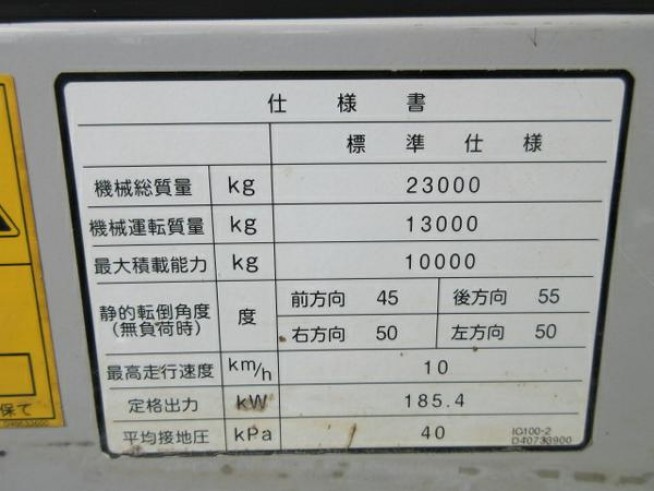 仕様書
標準仕様
機械総質量 kg 23000
機械運転質量 kg 13000
最大積載能力 kg 10000
静的転倒角度 (無負荷時) 度 前方向 45 後方向 55
右方向 50 左方向 50
最高走行速度 km/h 10
定格出力 kW 185.4
平均接地圧 kPa 40
IC100-2
D40733900
保て